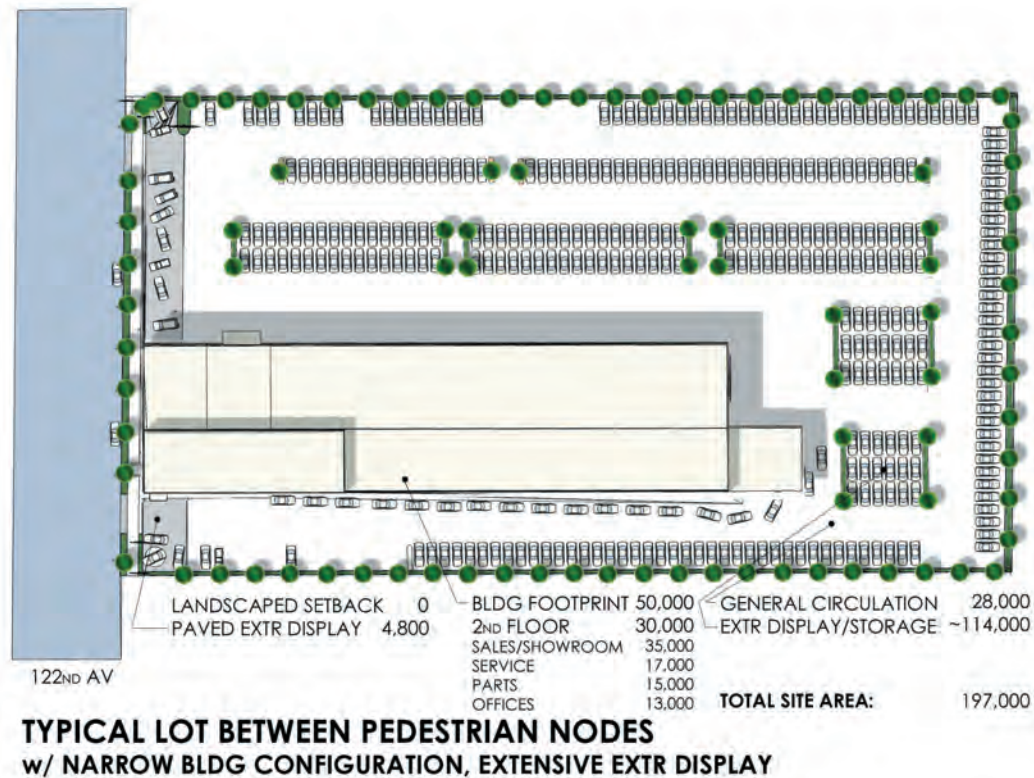 LANDSCAPED SETBACK 0
PAVED EXTR DISPLAY 4,800
BLDG FOOTPRINT 50,000
2ND FLOOR 30,000
SALES/SHOWROOM 35,000
SERVICE 17,000
PARTS 15,000
OFFICES 13,000
GENERAL CIRCULATION 28,000
EXTR DISPLAY/STORAGE ~114,000
TOTAL SITE AREA: 197,000
122ND AV
TYPICAL LOT BETWEEN PEDESTRIAN NODES
w/ NARROW BLDG CONFIGURATION, EXTENSIVE EXTR DISPLAY